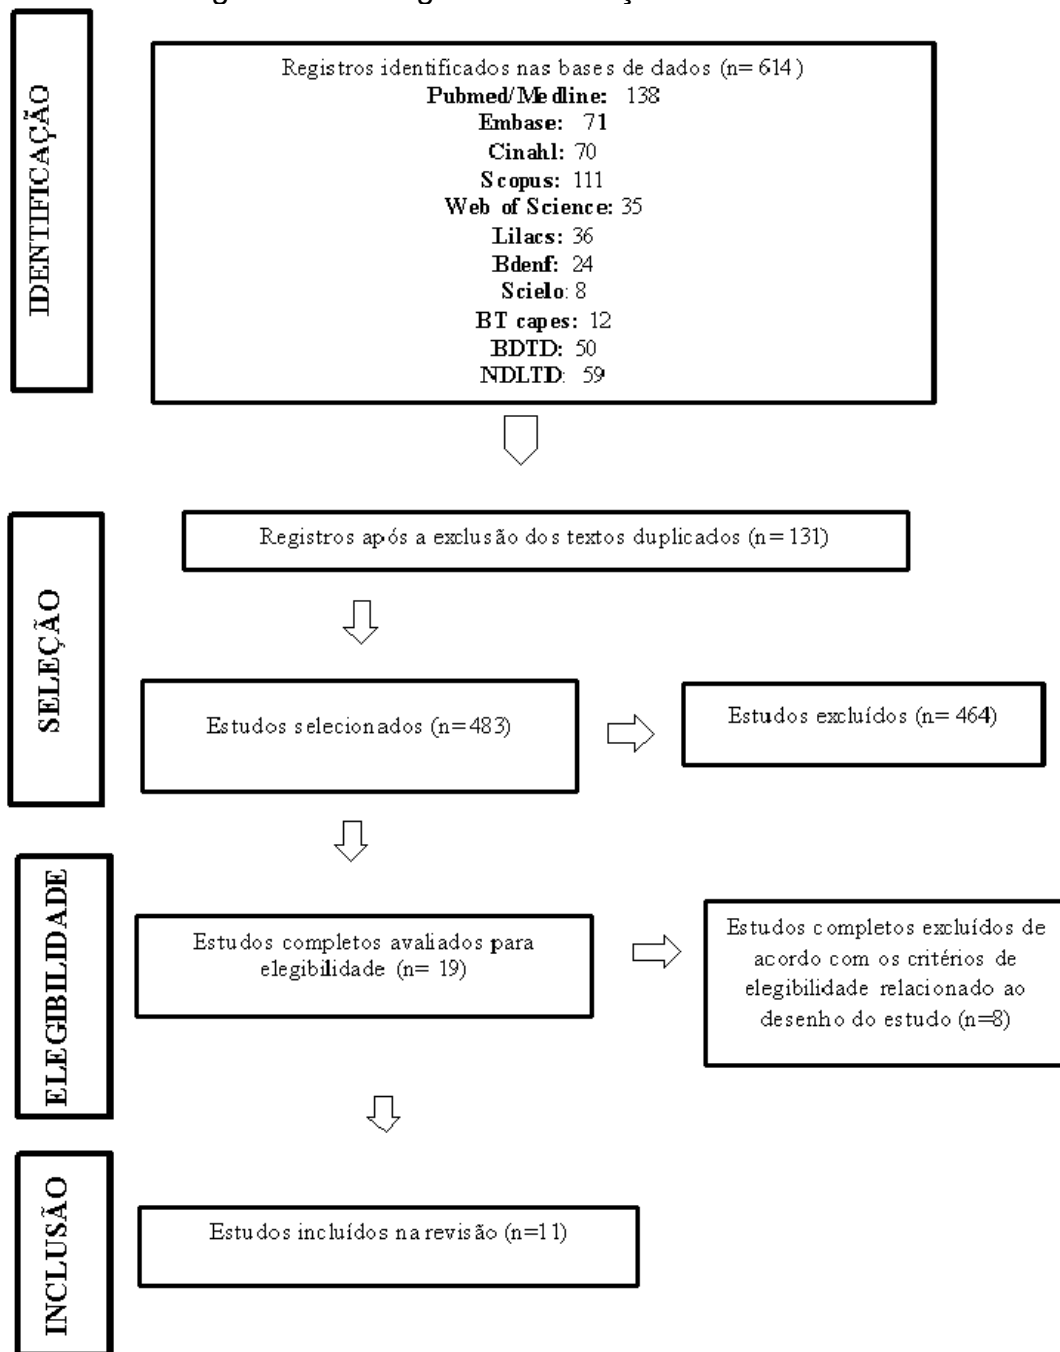 IDENTIFICAÇÃO
Registros identificados nas bases de dados (n= 614 )
Pubmed/Medline: 138
Embase: 71
Cinahl: 70
Scopus: 111
Web of Science: 35
Lilacs: 36
Bdenf: 24
Scielo: 8
BT capes: 12
BDTD: 50
NDLTD: 59
SELEÇÃO
Registros após a exclusão dos textos duplicados (n= 131)
Estudos selecionados (n=483)
Estudos excluídos (n= 464)
ELEGIBILIDADE
Estudos completos avaliados para
elegibilidade (n= 19)
Estudos completos excluídos de
acordo com os critérios de
elegibilidade relacionado ao
desenho do estudo (n=8)
INCLUSÃO
Estudos incluídos na revisão (n=11)